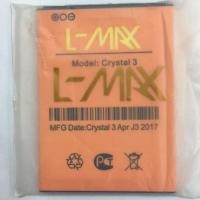 L-MAX
Model: Crystal 3
L-MAX
MFG Date:Crystal 3 Apr J3 2017